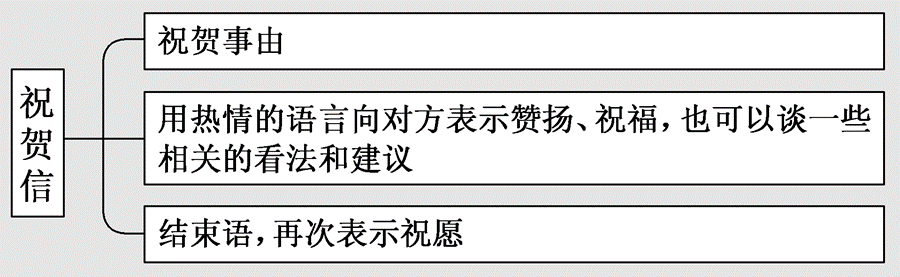 祝贺信
祝贺事由
用热情的语言向对方表示赞扬、祝福,也可以谈一些
相关的看法和建议
结束语,再次表示祝愿